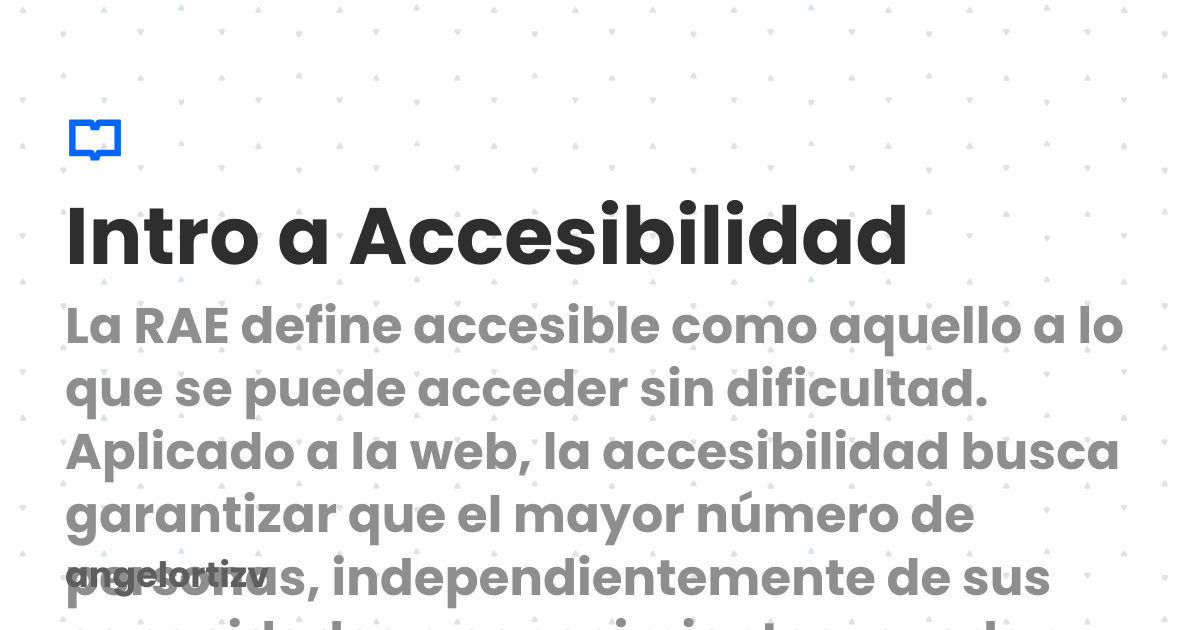 Intro a Accesibilidad
La RAE define accesible como aquello a lo
que se puede acceder sin dificultad.
Aplicado a la web, la accesibilidad busca
garantizar que el mayor número de
personas, independientemente de sus
angelortizv